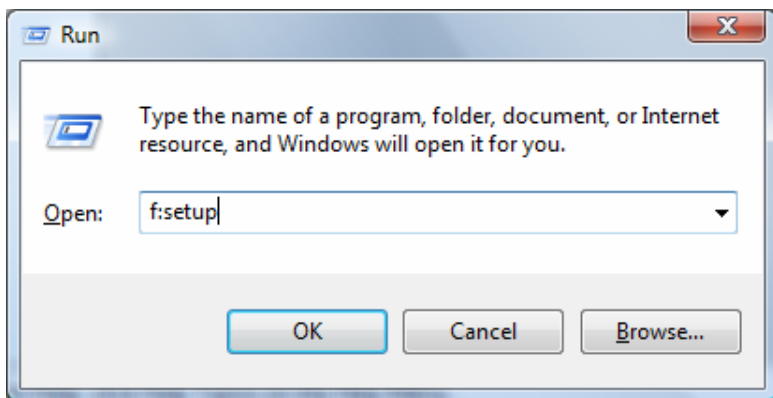 Run
Type the name of a program, folder, document, or Internet
resource, and Windows will open it for you.
Open: f:setup
OK Cancel Browse...